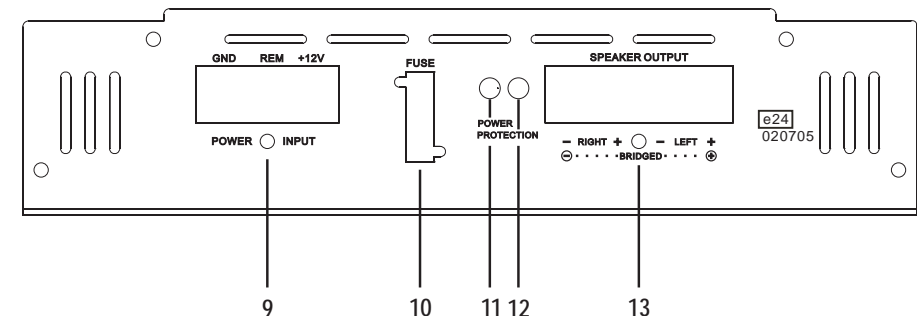 GND REM +12V
FUSE
SPEAKER OUTPUT
POWER INPUT
POWER
PROTECTION
e24
020705
- RIGHT + - LEFT +
⊖ · · · · · BRIDGED · · · · ⊕
9 10 11 12 13